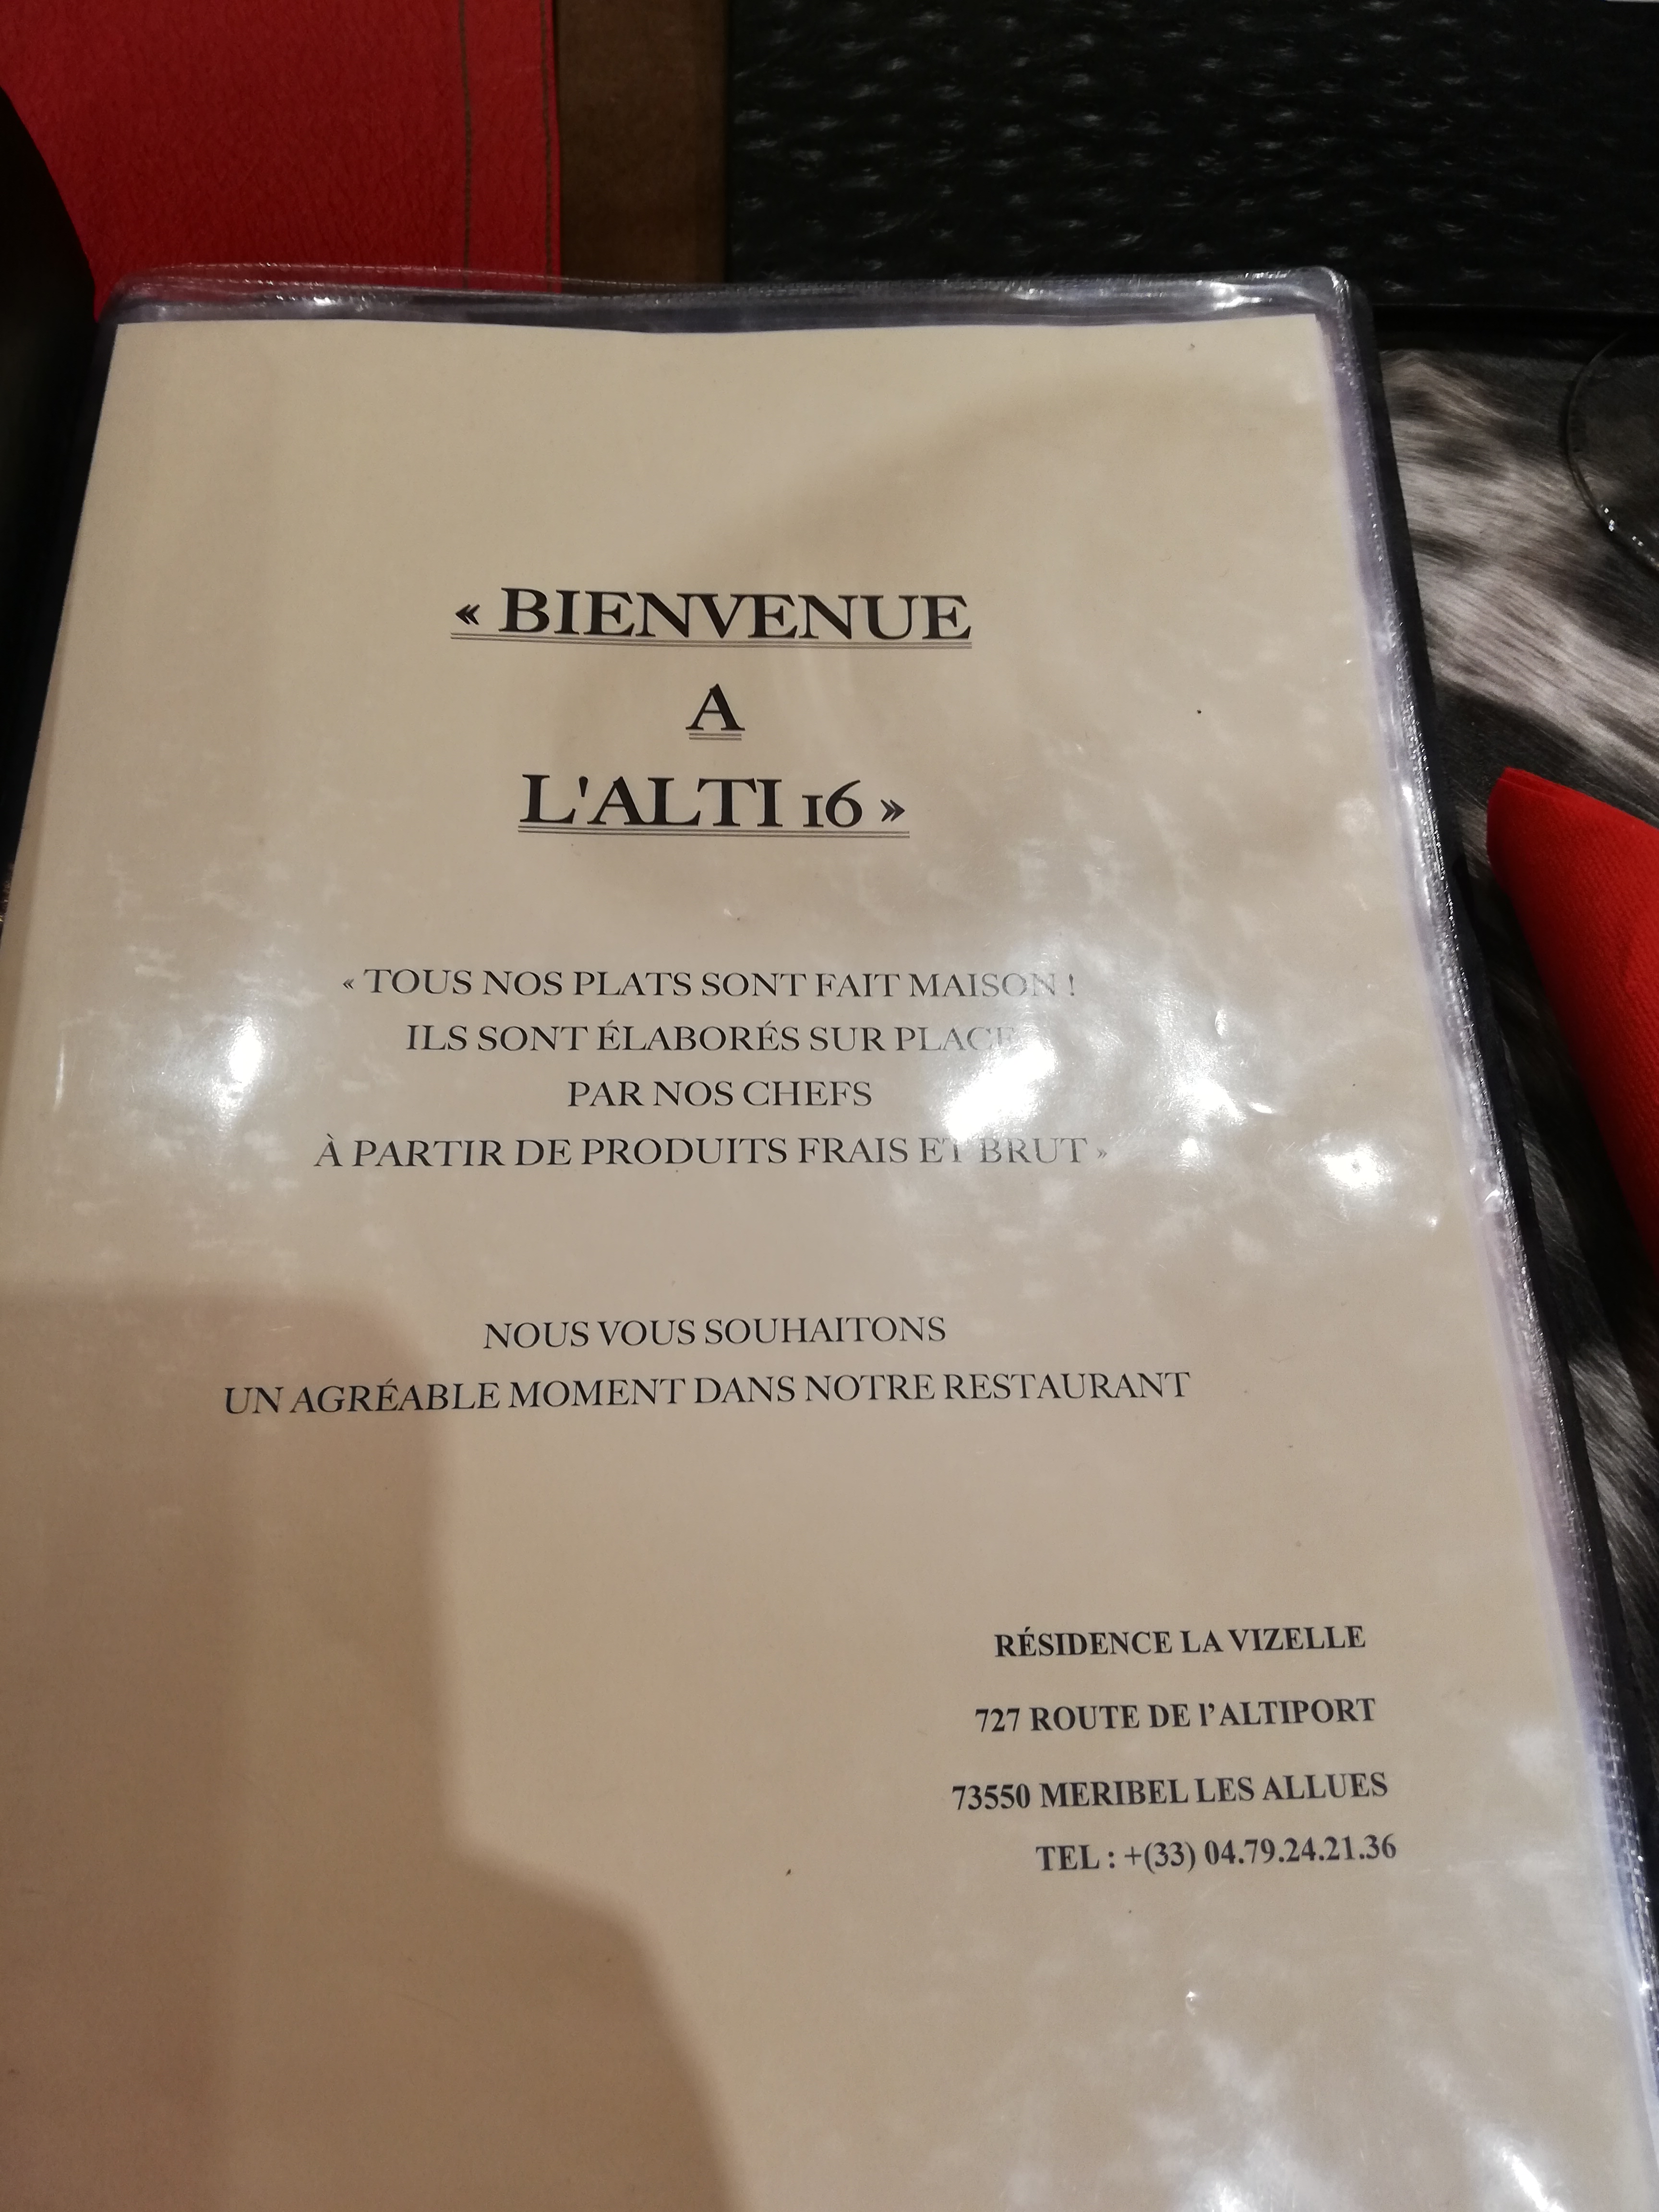 « BIENVENUE
A
L'ALTI 16 »
« TOUS NOS PLATS SONT FAIT MAISON !
ILS SONT ÉLABORÉS SUR PLACE
PAR NOS CHEFS
À PARTIR DE PRODUITS FRAIS ET BRUT »
NOUS VOUS SOUHAITONS
UN AGRÉABLE MOMENT DANS NOTRE RESTAURANT
RÉSIDENCE LA VIZELLE
727 ROUTE DE l'ALTIPORT
73550 MERIBEL LES ALLUES
TEL : +(33) 04.79.24.21.36